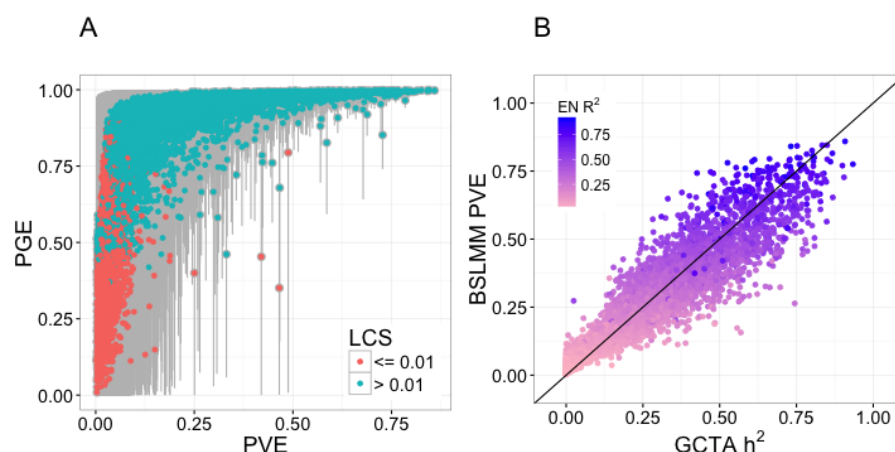 A
PGE
1.00
0.75
0.50
0.25
0.00
LCS
<= 0.01
> 0.01
0.00 0.25 0.50 0.75
PVE
B
BSLMM PVE
1.00
0.75
0.50
0.25
0.00
EN R²
0.75
0.50
0.25
0.00 0.25 0.50 0.75 1.00
GCTA h²